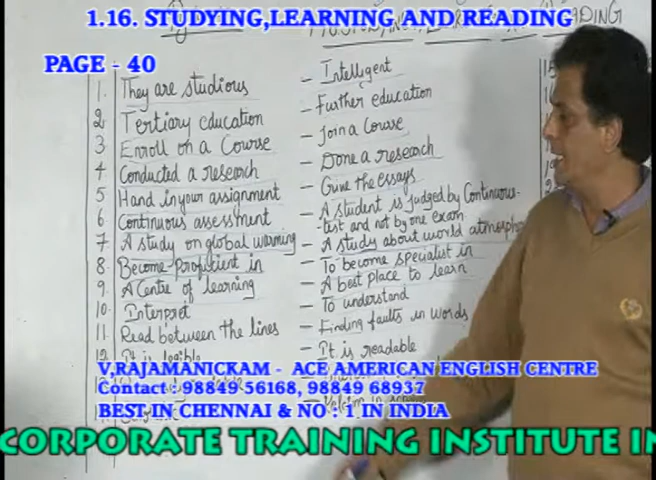 1.16. STUDYING,LEARNING AND READING
PAGE - 40
1. They are studious - Intelligent
2. Tertiary education - Further education
3 Enroll on a Course - Join a Course
4 Conducted a research - Done a research
5 Hand in your assignment - Give the essays
6 Continuous assessment - A student is judged by Continuous-
-test and not by one exam
7. A study on global warming - A study about world
8. Become Proficient in - To become specialist in
9. A Centre of learning - A best place to learn
10. Interpret - To understand
11. Read between the lines - Finding faults in words
12. It is legible - It is readable
V,RAJAMANICKAM - ACE AMERICAN ENGLISH CENTRE
Contact : 98849 56168, 98849 68937
BEST IN CHENNAI & NO : 1 IN INDIA
CORPORATE TRAINING INSTITUTE IN